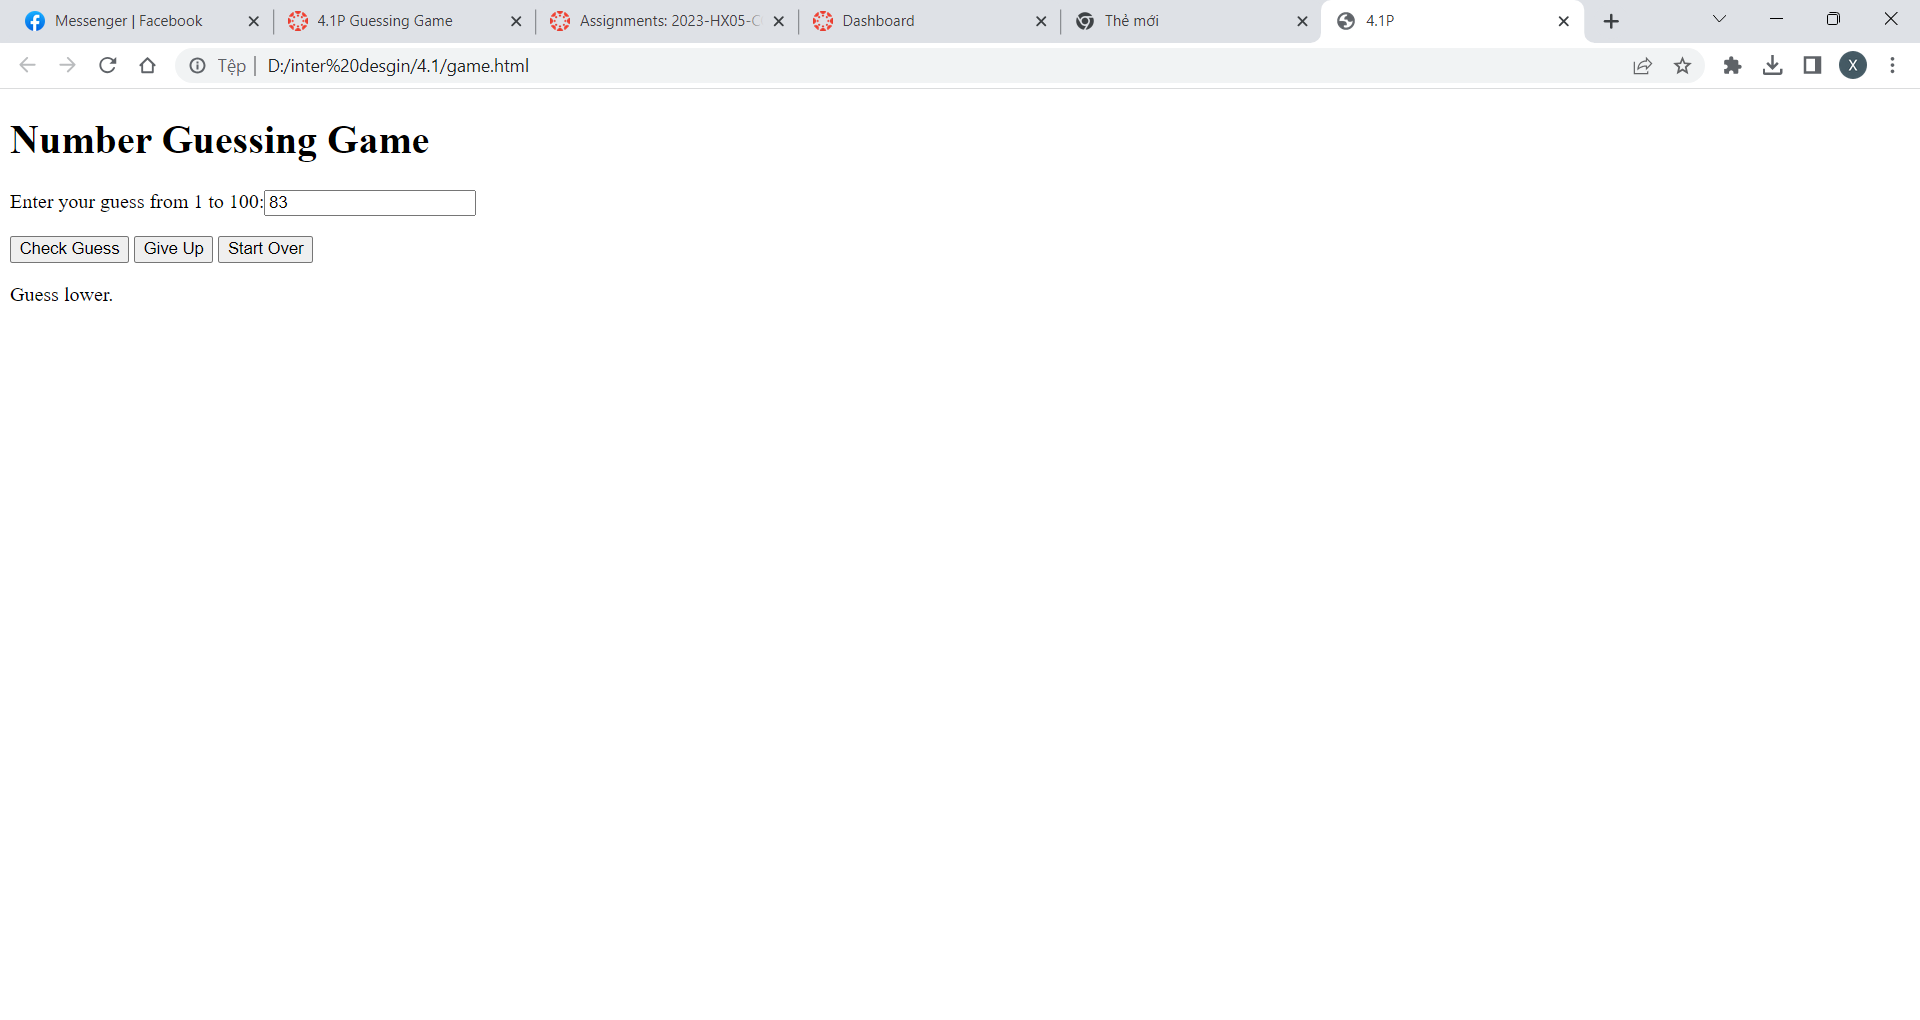 Messenger | Facebook
4.1P Guessing Game
Assignments: 2023-HX05-C
Dashboard
Thẻ mới
4.1P
Tệp | D:/inter%20desgin/4.1/game.html
X
Number Guessing Game
Enter your guess from 1 to 100: 83
Check Guess Give Up Start Over
Guess lower.